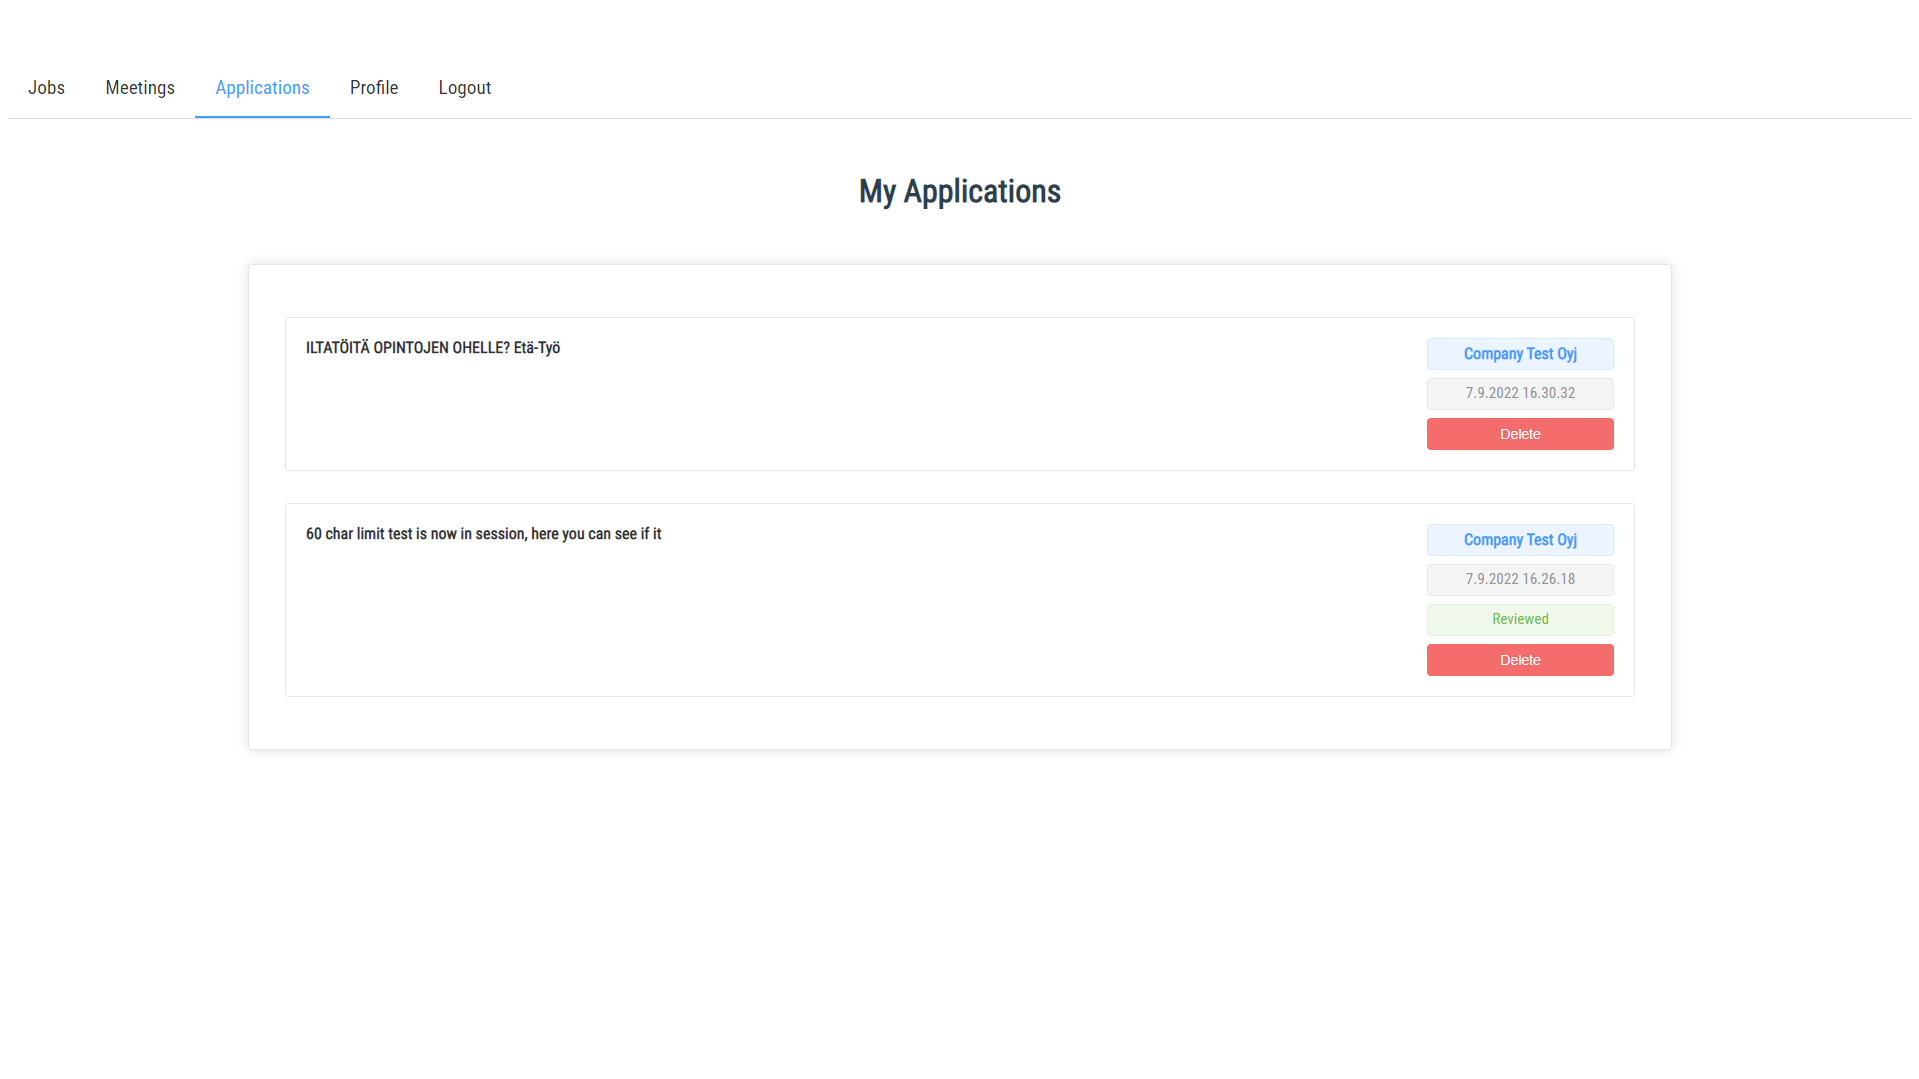 Jobs Meetings Applications Profile Logout
My Applications
ILTATÖITÄ OPINTOJEN OHELLE? Etä-Työ
Company Test Oyj
7.9.2022 16.30.32
Delete
60 char limit test is now in session, here you can see if it
Company Test Oyj
7.9.2022 16.26.18
Reviewed
Delete